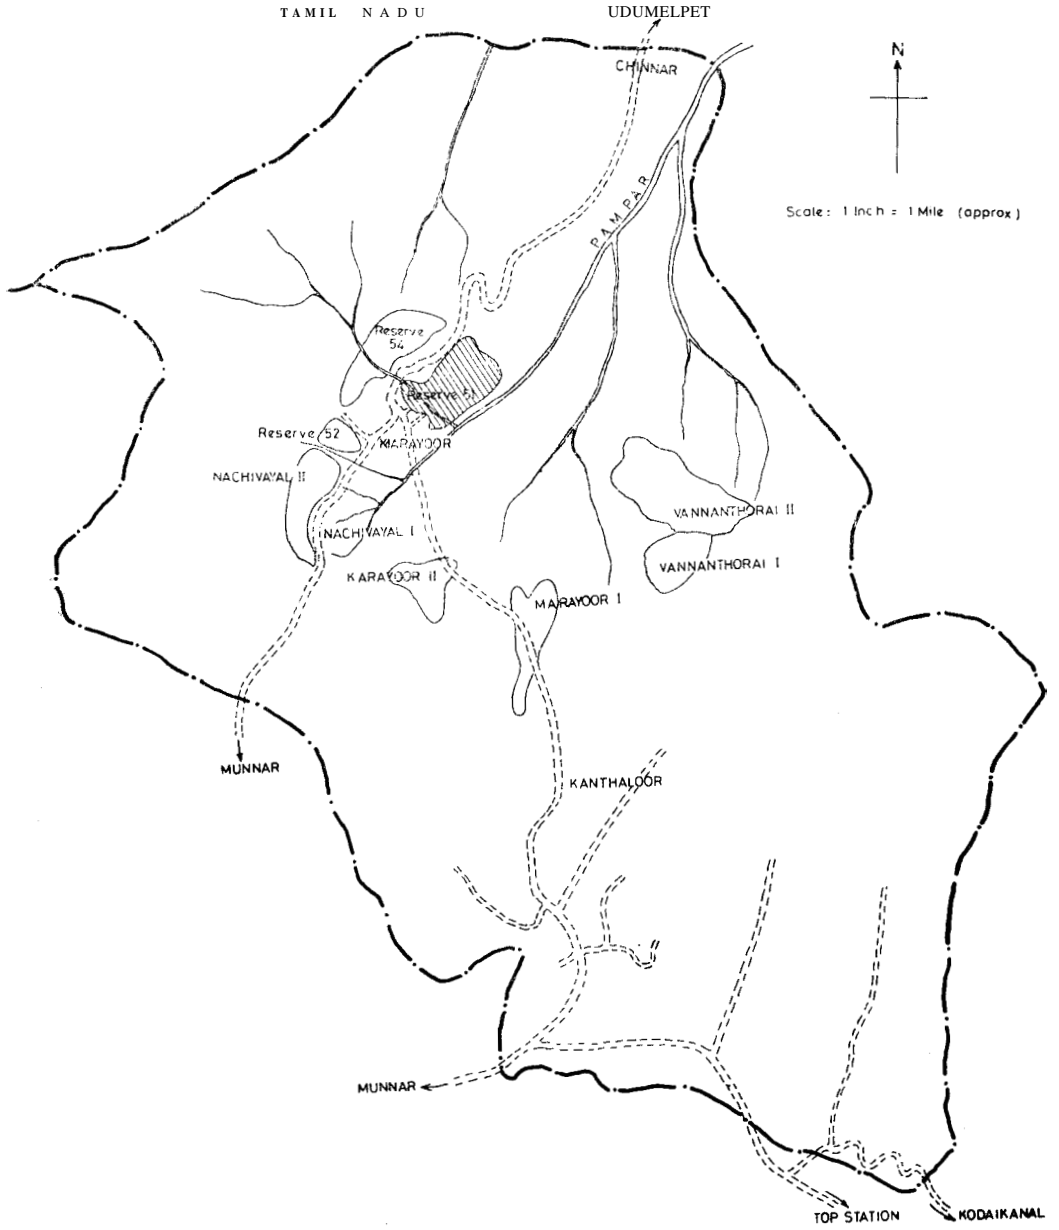 TAMIL NADU
UDUMELPET
CHINNAR
N
PAMPAR
Scale: 1 Inch = 1 Mile (approx)
Reserve
54
Reserve 51
Reserve 52
MARAYOOR
NACHIVAYAL II
VANNANTHORAI II
NACHIVAYAL I
VANNANTHORAI I
KARAYOOR II
MARAYOOR I
MUNNAR
KANTHALOOR
MUNNAR
TOP STATION
KODAIKANAL